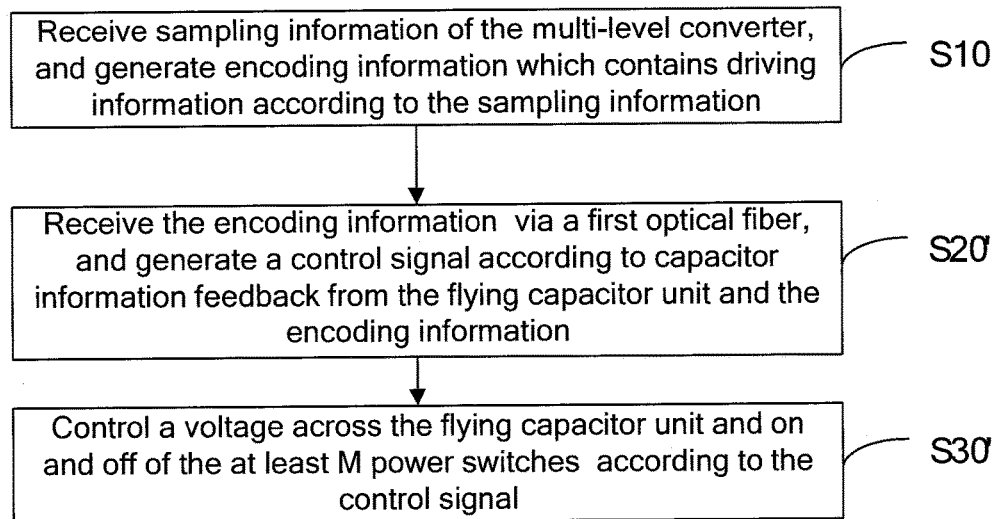 Receive sampling information of the multi-level converter,
and generate encoding information which contains driving
information according to the sampling information
S10
Receive the encoding information via a first optical fiber,
and generate a control signal according to capacitor
information feedback from the flying capacitor unit and the
encoding information
S20'
Control a voltage across the flying capacitor unit and on
and off of the at least M power switches according to the
control signal
S30'